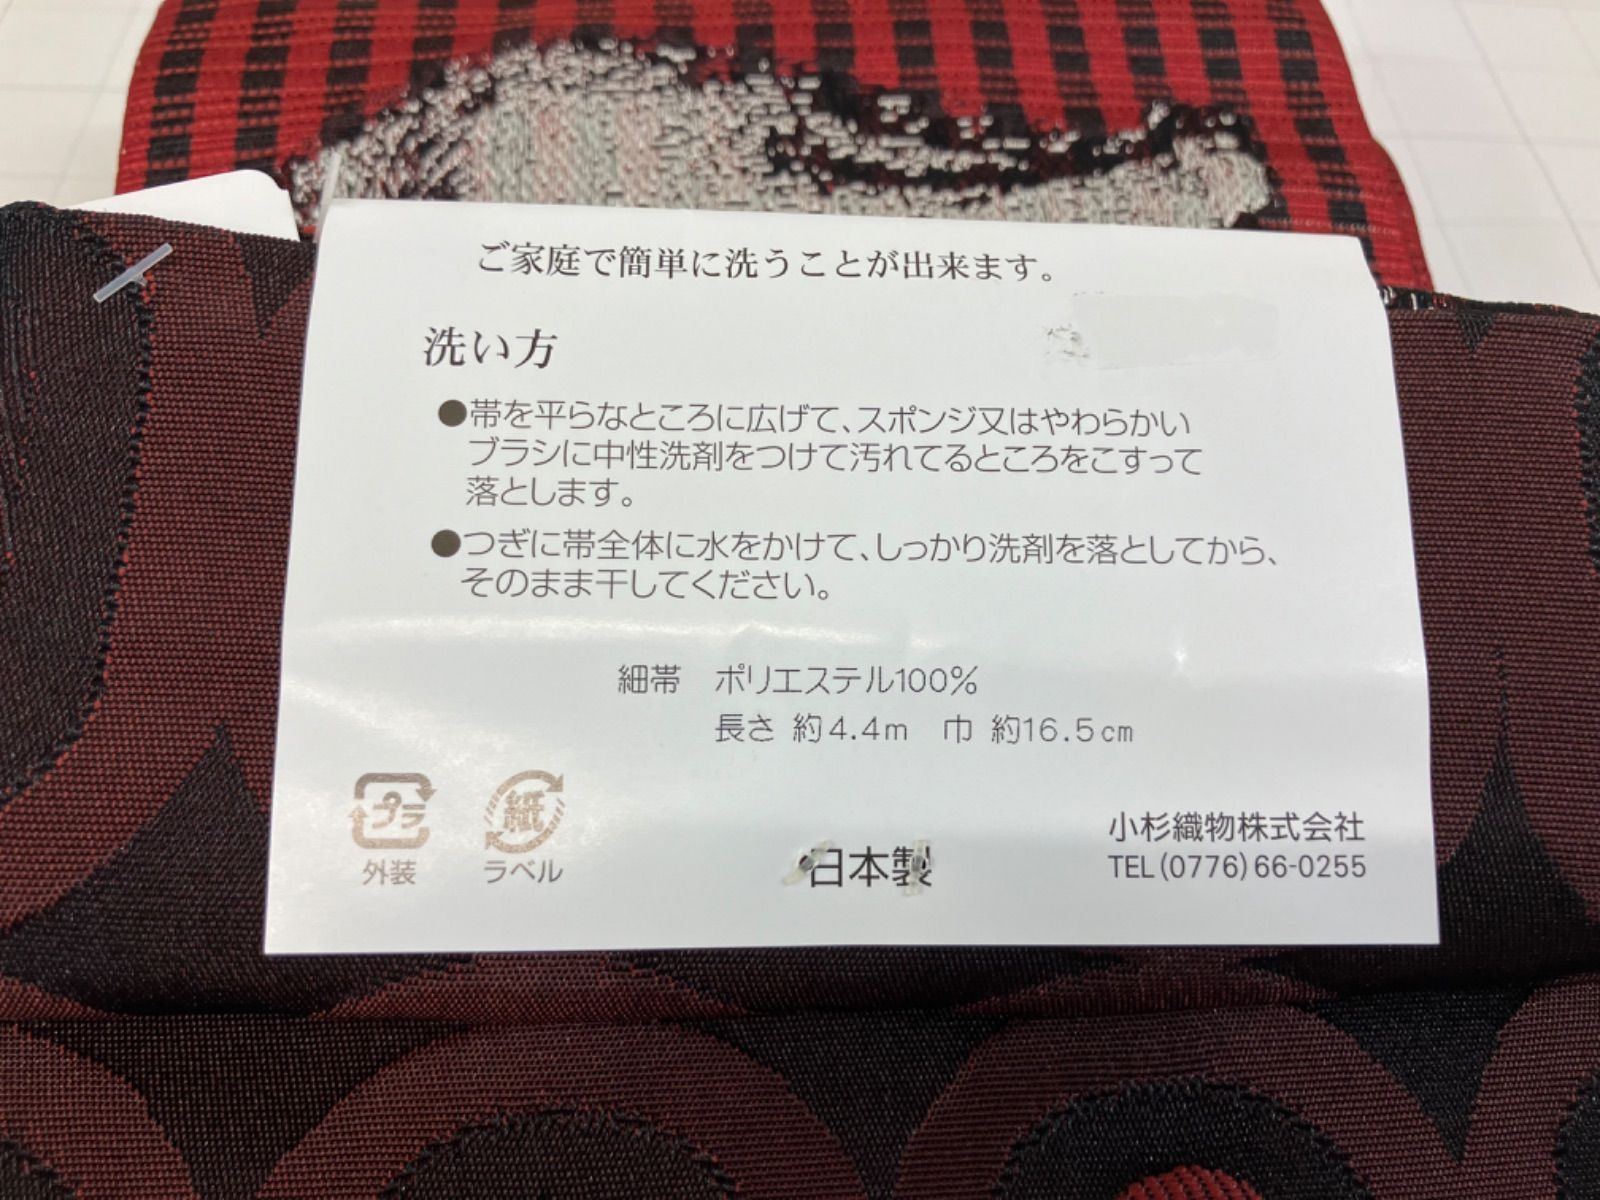 ご家庭で簡単に洗うことが出来ます。
洗い方
●帯を平らなところに広げて、スポンジ又はやわらかい
ブラシに中性洗剤をつけて汚れてるところをこすって
落とします。
●つぎに帯全体に水をかけて、しっかり洗剤を落としてから、
そのまま干してください。
細帯 ポリエステル100%
長さ 約4.4m 巾 約16.5cm
プラ
外装
紙
ラベル
日本製
小杉織物株式会社
TEL(0776)66-0255